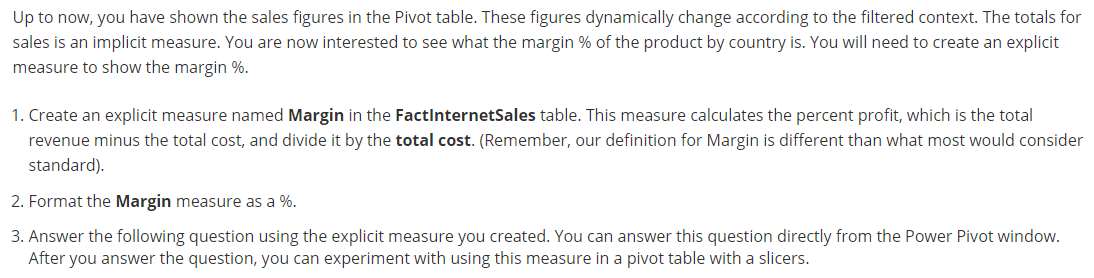 Up to now, you have shown the sales figures in the Pivot table. These figures dynamically change according to the filtered context. The totals for
sales is an implicit measure. You are now interested to see what the margin % of the product by country is. You will need to create an explicit
measure to show the margin %.
1. Create an explicit measure named Margin in the FactInternetSales table. This measure calculates the percent profit, which is the total
revenue minus the total cost, and divide it by the total cost. (Remember, our definition for Margin is different than what most would consider
standard).
2. Format the Margin measure as a %.
3. Answer the following question using the explicit measure you created. You can answer this question directly from the Power Pivot window.
After you answer the question, you can experiment with using this measure in a pivot table with a slicers.